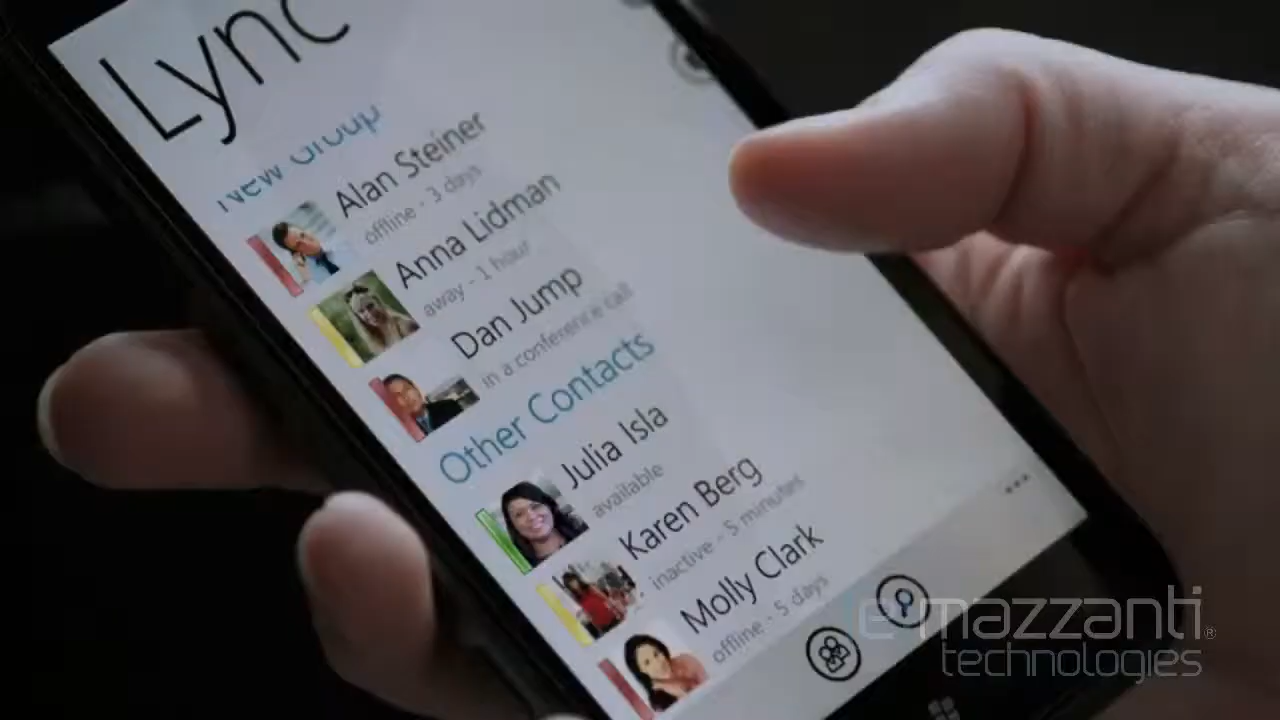 Lync
New Group
Alan Steiner
offline - 3 days
Anna Lidman
away - 1 hour
Dan Jump
in a conference call
Other Contacts
Julia Isla
available
Karen Berg
inactive - 5 minutes
Molly Clark
offline - 5 days
e-mazzanti®
technologies